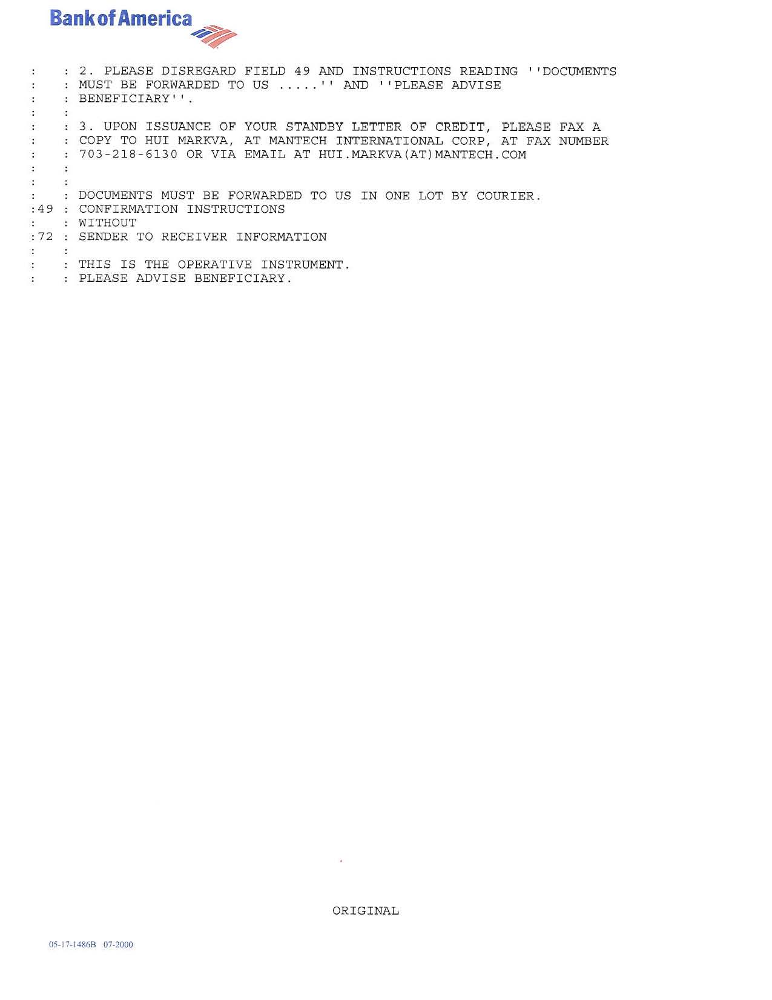 Bank of America
: : 2. PLEASE DISREGARD FIELD 49 AND INSTRUCTIONS READING ''DOCUMENTS
: : MUST BE FORWARDED TO US .....'' AND ''PLEASE ADVISE
: : BENEFICIARY''.
: :
: : 3. UPON ISSUANCE OF YOUR STANDBY LETTER OF CREDIT, PLEASE FAX A
: : COPY TO HUI MARKVA, AT MANTECH INTERNATIONAL CORP, AT FAX NUMBER
: : 703-218-6130 OR VIA EMAIL AT HUI.MARKVA(AT)MANTECH.COM
: :
: :
: : DOCUMENTS MUST BE FORWARDED TO US IN ONE LOT BY COURIER.
:49 : CONFIRMATION INSTRUCTIONS
: : WITHOUT
:72 : SENDER TO RECEIVER INFORMATION
: :
: : THIS IS THE OPERATIVE INSTRUMENT.
: : PLEASE ADVISE BENEFICIARY.
ORIGINAL
05-17-1486B 07-2000